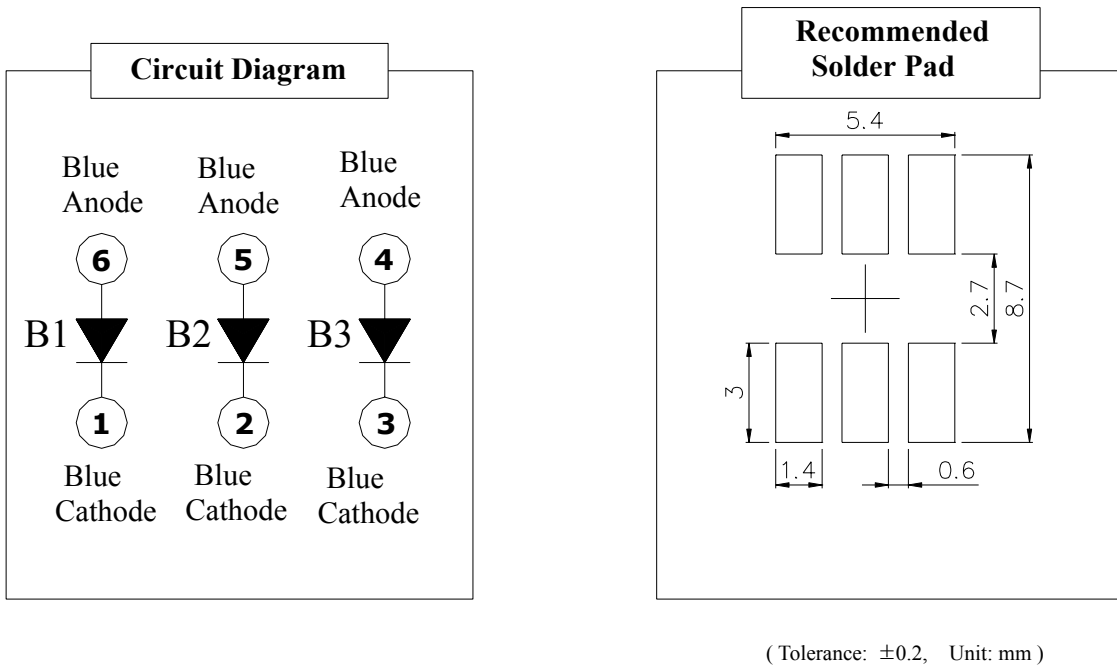 Circuit Diagram
Blue
Anode
Blue
Anode
Blue
Anode
6
5
4
B1
B2
B3
1
2
3
Blue
Cathode
Blue
Cathode
Blue
Cathode
Recommended
Solder Pad
5.4
2.7
8.7
3
1.4
0.6
( Tolerance: ±0.2, Unit: mm )